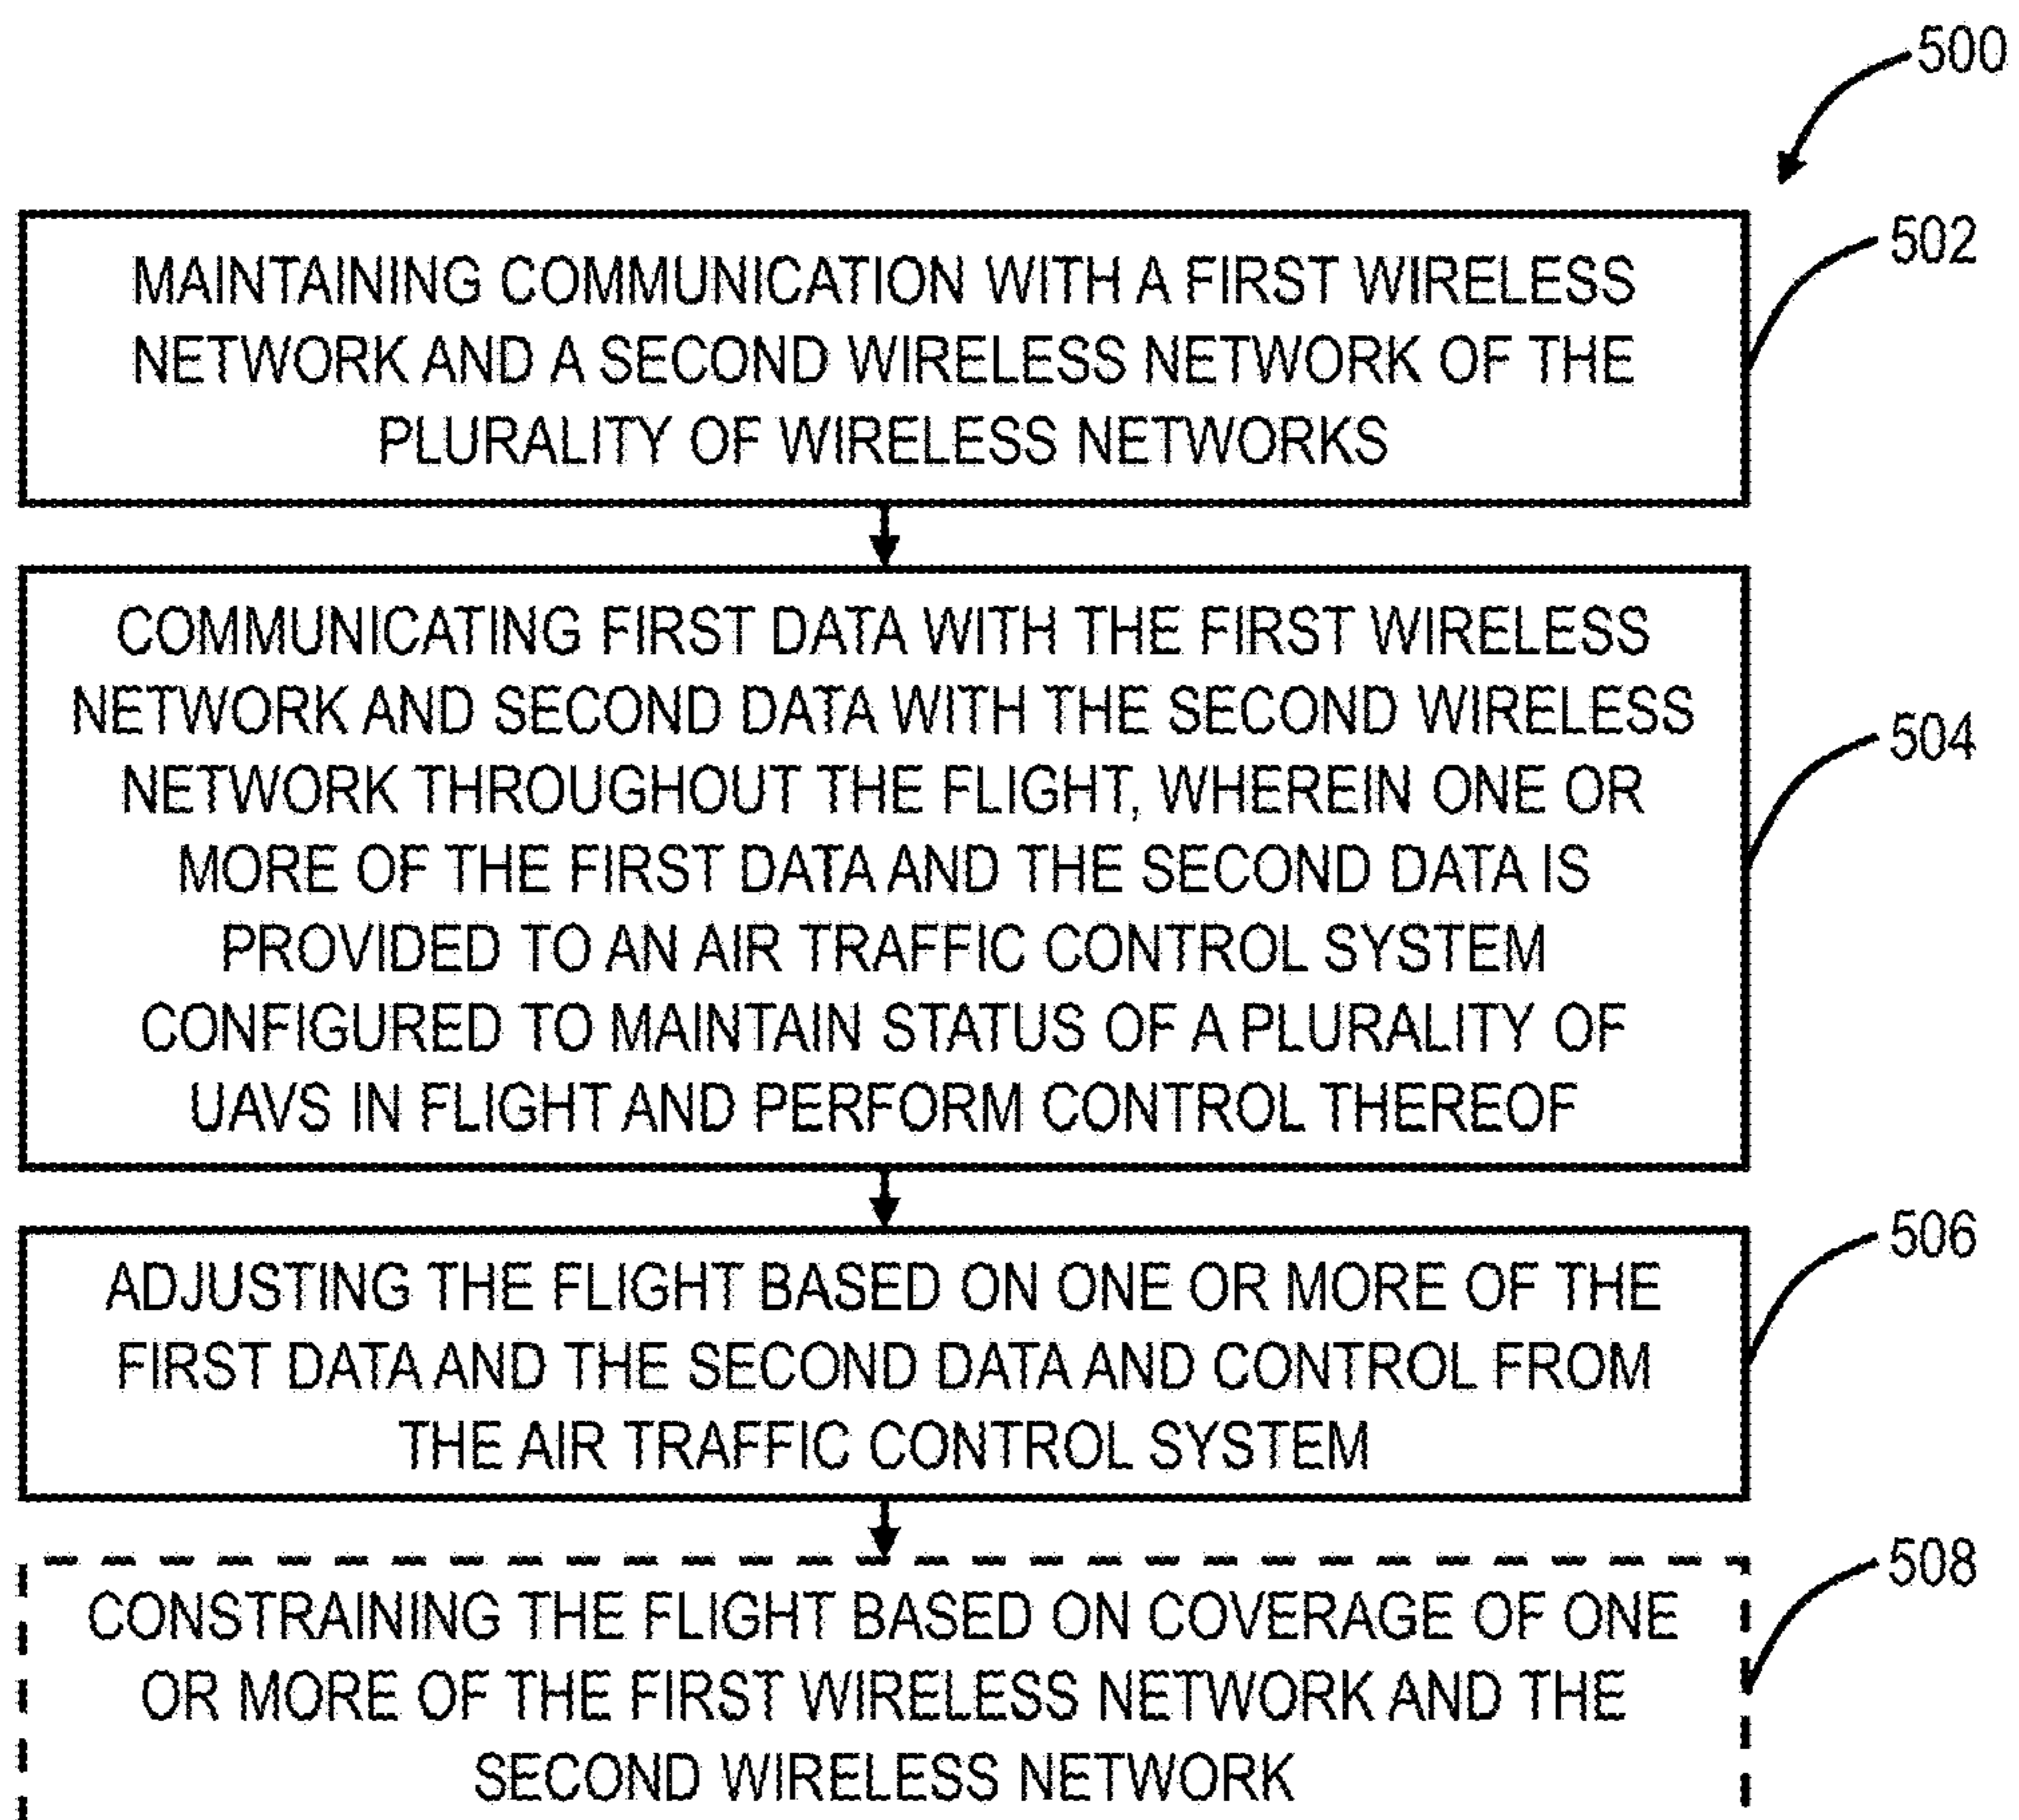 500
502
MAINTAINING COMMUNICATION WITH A FIRST WIRELESS
NETWORK AND A SECOND WIRELESS NETWORK OF THE
PLURALITY OF WIRELESS NETWORKS
504
COMMUNICATING FIRST DATA WITH THE FIRST WIRELESS
NETWORK AND SECOND DATA WITH THE SECOND WIRELESS
NETWORK THROUGHOUT THE FLIGHT, WHEREIN ONE OR
MORE OF THE FIRST DATA AND THE SECOND DATA IS
PROVIDED TO AN AIR TRAFFIC CONTROL SYSTEM
CONFIGURED TO MAINTAIN STATUS OF A PLURALITY OF
UAVS IN FLIGHT AND PERFORM CONTROL THEREOF
506
ADJUSTING THE FLIGHT BASED ON ONE OR MORE OF THE
FIRST DATA AND THE SECOND DATA AND CONTROL FROM
THE AIR TRAFFIC CONTROL SYSTEM
508
CONSTRAINING THE FLIGHT BASED ON COVERAGE OF ONE
OR MORE OF THE FIRST WIRELESS NETWORK AND THE
SECOND WIRELESS NETWORK